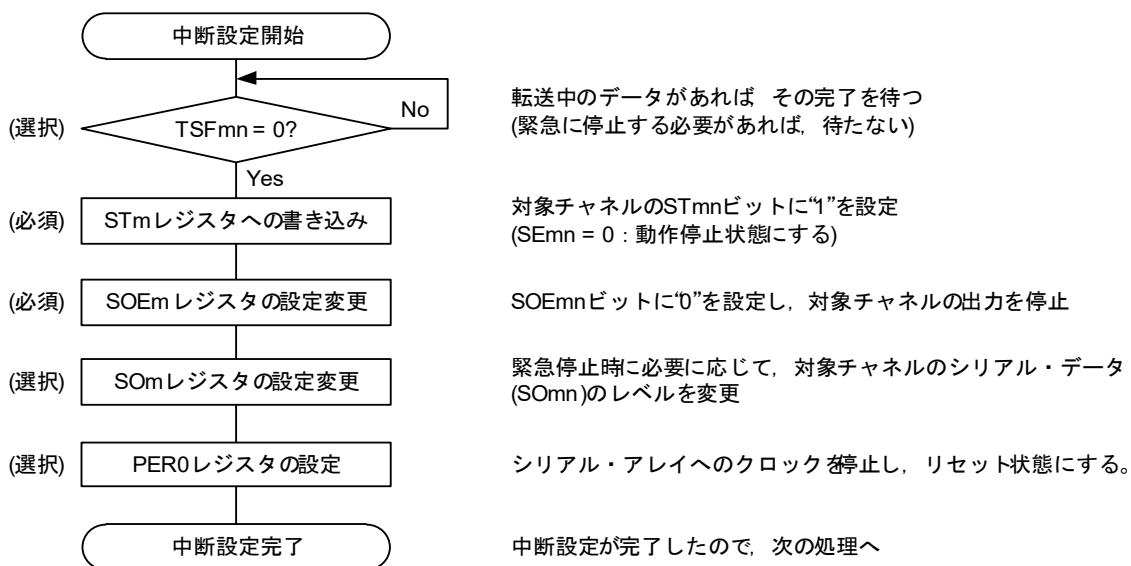 中断設定開始
(選択)
TSFmn = 0?
No
転送中のデータがあれば その完了を待つ
(緊急に停止する必要があれば，待たない)
Yes
(必須)
STmレジスタへの書き込み
対象チャネルのSTmnビットに“1”を設定
(SEmn = 0：動作停止状態にする)
(必須)
SOEmレジスタの設定変更
SOEmnビットに“0”を設定し，対象チャネルの出力を停止
(選択)
SOmレジスタの設定変更
緊急停止時に必要に応じて，対象チャネルのシリアル・データ
(SOmn)のレベルを変更
(選択)
PER0レジスタの設定
シリアル・アレイへのクロックを停止し，リセット状態にする。
中断設定完了
中断設定が完了したので，次の処理へ